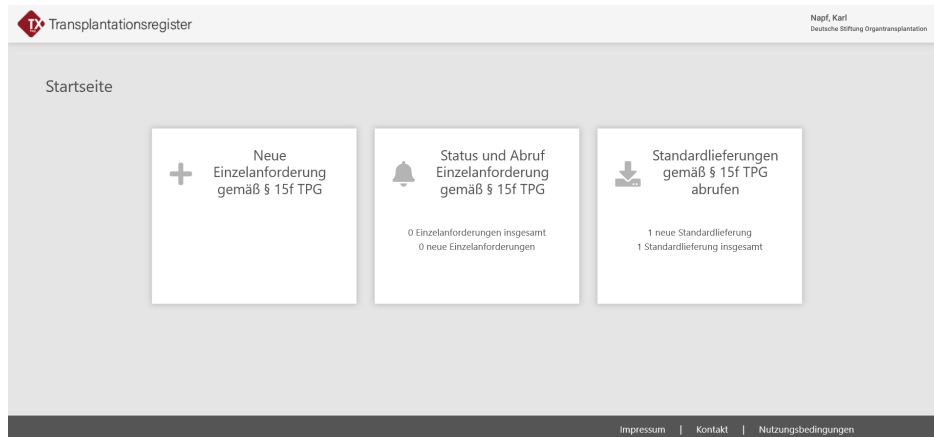 TX
Transplantationsregister
Napf, Karl
Deutsche Stiftung Organtransplantation
Startseite
Neue
Einzelanforderung
gemäß § 15f TPG
Status und Abruf
Einzelanforderung
gemäß § 15f TPG
0 Einzelanforderungen insgesamt
0 neue Einzelanforderungen
Standardlieferungen
gemäß § 15f TPG
abrufen
1 neue Standardlieferung
1 Standardlieferung insgesamt
Impressum | Kontakt | Nutzungsbedingungen